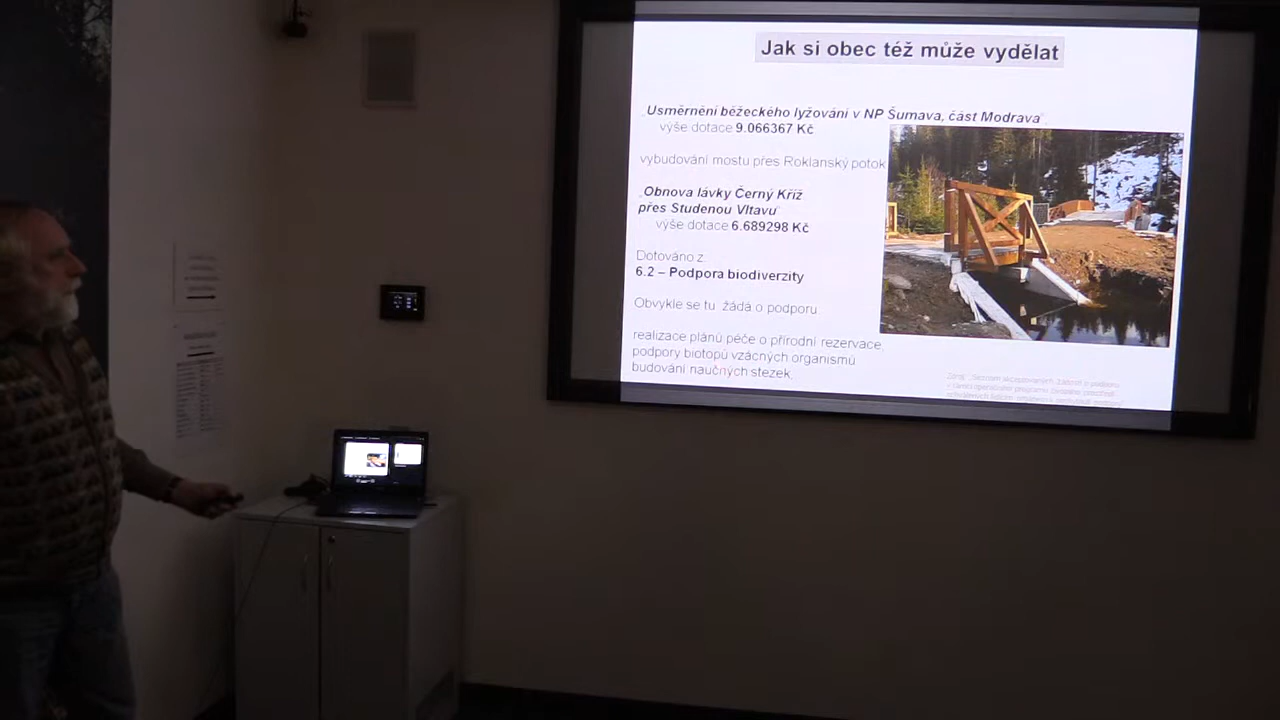 Jak si obec též může vydělat
„Usměrnění běžeckého lyžování v NP Šumava, část Modrava“
výše dotace 9.066367 Kč
vybudování mostu přes Roklanský potok
„Obnova lávky Černý Kříž
přes Studenou Vltavu“
výše dotace 6.689298 Kč
Dotováno z:
6.2 – Podpora biodiverzity
Obvykle se tu žádá o podporu
realizace plánů péče o přírodní rezervace,
podpory biotopů vzácných organismů
budování naučných stezek,